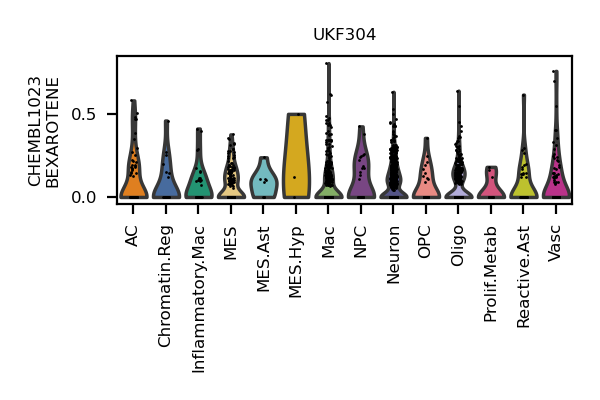 UKF304
CHEMBL1023
BEXAROTENE
0.5
0.0
AC
Chromatin.Reg
Inflammatory.Mac
MES
MES.Ast
MES.Hyp
Mac
NPC
Neuron
OPC
Oligo
Prolif.Metab
Reactive.Ast
Vasc